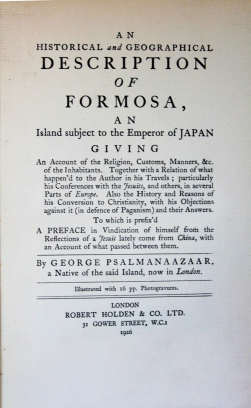 AN
HISTORICAL and GEOGRAPHICAL
DESCRIPTION
OF
FORMOSA,
AN
Island subject to the Emperor of JAPAN
GIVING
An Account of the Religion, Customs, Manners, &c.
of the Inhabitants. Together with a Relation of what
happen'd to the Author in his Travels; particularly
his Conferences with the Jesuits, and others, in several
Parts of Europe. Also the History and Reasons of
his Conversion to Christianity, with his Objections
against it (in defence of Paganism) and their Answers.
To which is prefix'd
A PREFACE in Vindication of himself from the
Reflections of a Jesuit lately come from China, with
an Account of what passed between them.
By GEORGE PSALMANAAZAAR,
a Native of the said Island, now in London.
Illustrated with 16 pp. Photogravures.
LONDON
ROBERT HOLDEN & CO. LTD.
31 GOWER STREET, W.C.1
1926